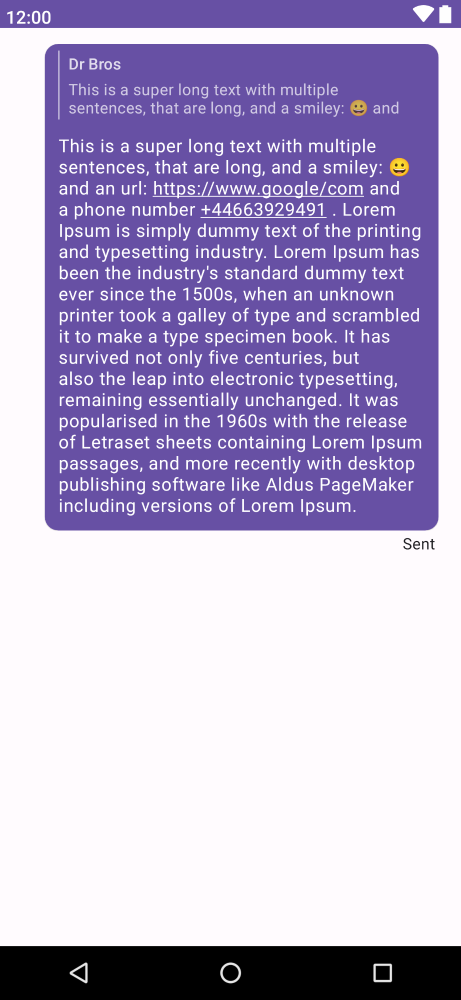 12:00
Dr Bros
This is a super long text with multiple
sentences, that are long, and a smiley: 😀 and
This is a super long text with multiple
sentences, that are long, and a smiley: 😀
and an url: https://www.google/com and
a phone number +44663929491 . Lorem
Ipsum is simply dummy text of the printing
and typesetting industry. Lorem Ipsum has
been the industry's standard dummy text
ever since the 1500s, when an unknown
printer took a galley of type and scrambled
it to make a type specimen book. It has
survived not only five centuries, but
also the leap into electronic typesetting,
remaining essentially unchanged. It was
popularised in the 1960s with the release
of Letraset sheets containing Lorem Ipsum
passages, and more recently with desktop
publishing software like Aldus PageMaker
including versions of Lorem Ipsum.
Sent